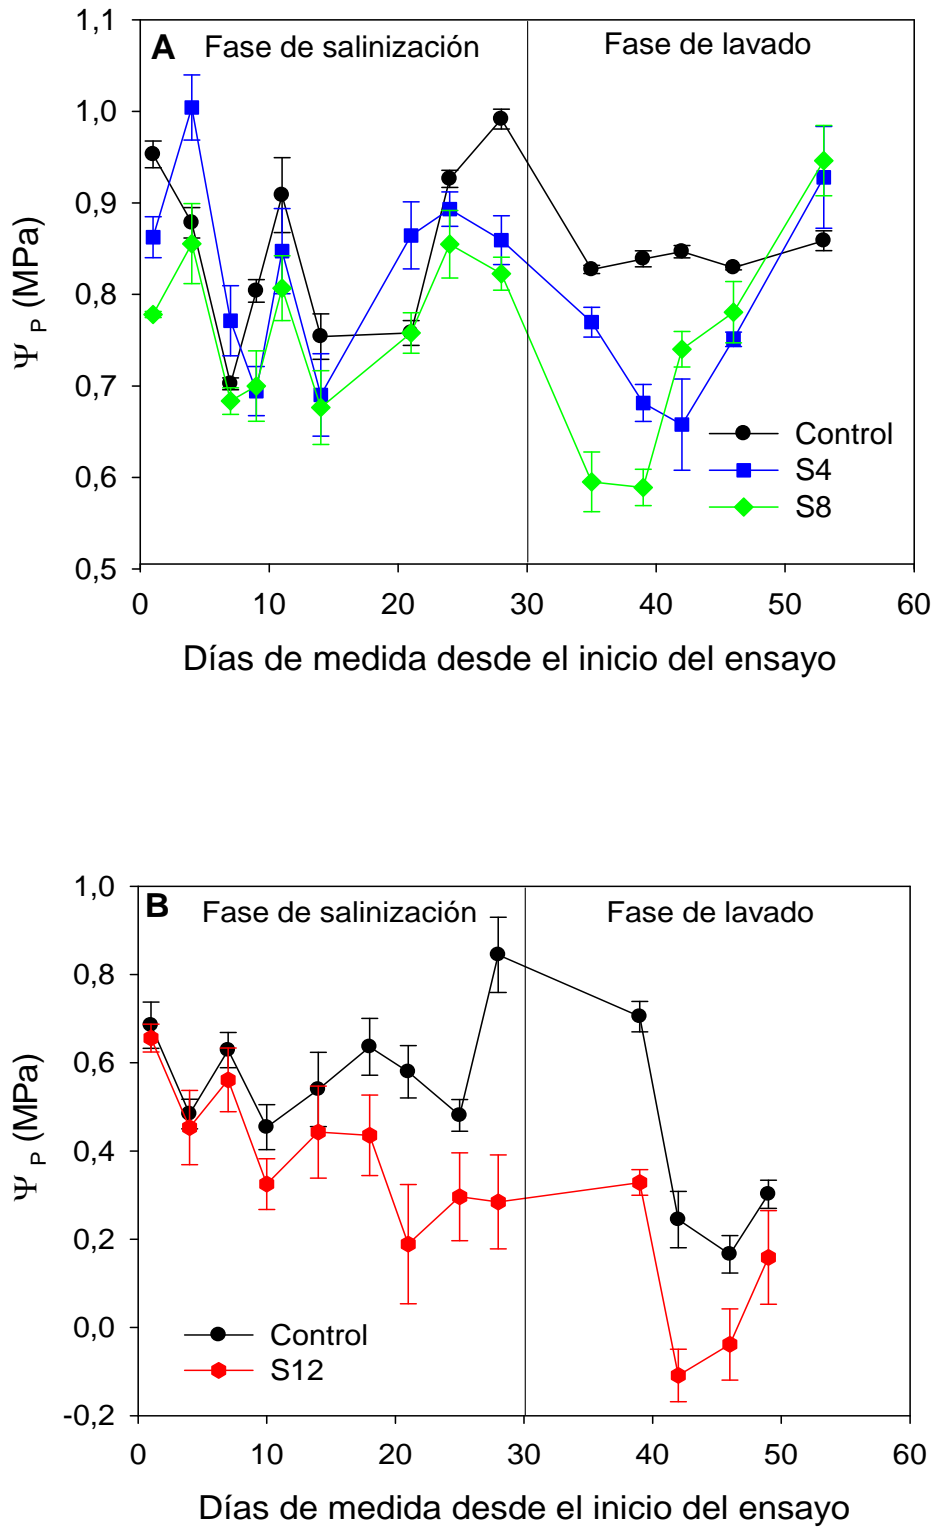 1,1
A
Fase de salinización
Fase de lavado
1,0
0,9
0,8
0,7
0,6
0,5
Ψ P (MPa)
Control
S4
S8
0 10 20 30 40 50 60
Días de medida desde el inicio del ensayo
1,0
B
Fase de salinización
Fase de lavado
0,8
0,6
0,4
0,2
0,0
-0,2
Ψ P (MPa)
Control
S12
0 10 20 30 40 50 60
Días de medida desde el inicio del ensayo